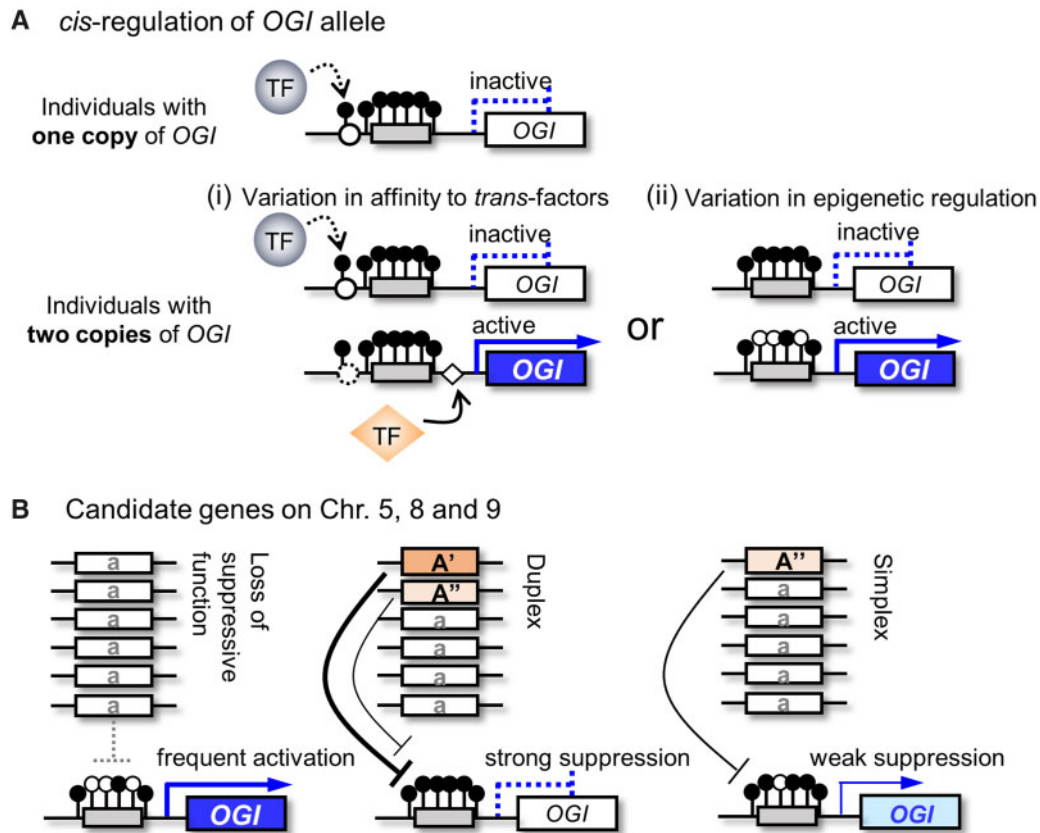 A cis-regulation of OGI allele
Individuals with
one copy of OGI
TF
inactive
OGI
(i) Variation in affinity to trans-factors
(ii) Variation in epigenetic regulation
Individuals with
two copies of OGI
TF
inactive
OGI
active
OGI
TF
or
inactive
OGI
active
OGI
B Candidate genes on Chr. 5, 8 and 9
a
a
a
a
a
a
Loss of
suppressive
function
frequent activation
OGI
A'
A''
a
a
a
a
Duplex
strong suppression
OGI
A''
a
a
a
a
a
Simplex
weak suppression
OGI